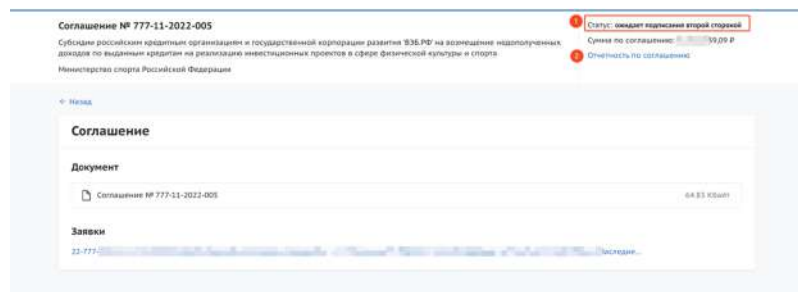 Соглашение № 777-11-2022-005
1 Статус: ожидает подписание второй стороной
Субсидии российским кредитным организациям и государственной корпорации развития 'ВЭБ.РФ' на возмещение недополученных
доходов по выданным кредитам на реализацию инвестиционных проектов в сфере физической культуры и спорта
Сумма по соглашению: 59,09 ₽
2 Отчетность по соглашению
Министерство спорта Российской Федерации
← Назад
Соглашение
Документ
Соглашение № 777-11-2022-005
64.83 Кбайт
Заявки
22-777-